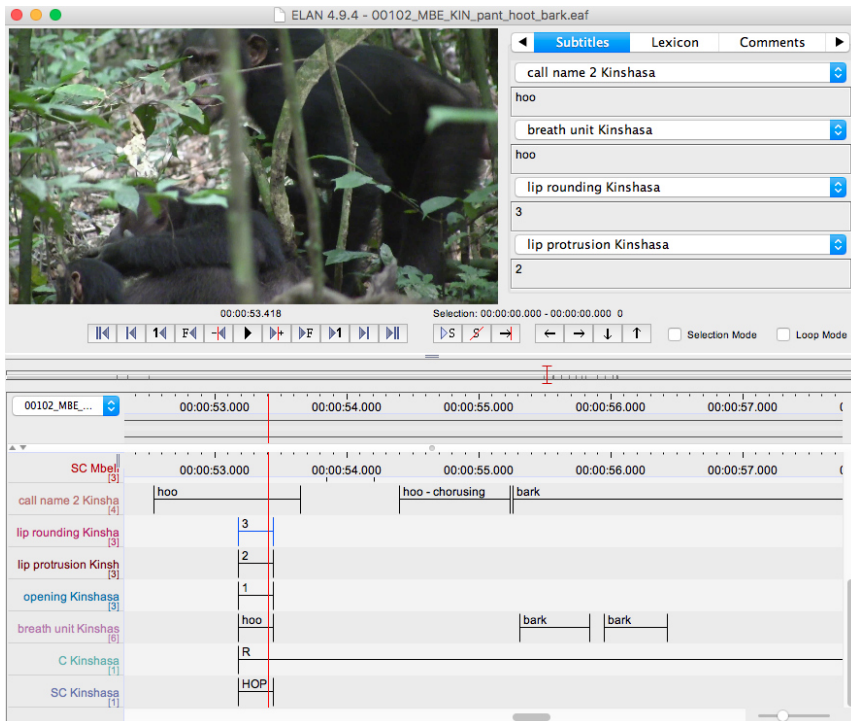 ELAN 4.9.4 - 00102_MBE_KIN_pant_hoot_bark.eaf
Subtitles Lexicon Comments
call name 2 Kinshasa
hoo
breath unit Kinshasa
hoo
lip rounding Kinshasa
3
lip protrusion Kinshasa
2
00:00:53.418 Selection: 00:00:00.000 - 00:00:00.000 0
1 F F 1 S S Selection Mode Loop Mode
00102_MBE_... 00:00:53.000 00:00:54.000 00:00:55.000 00:00:56.000 00:00:57.000
SC Mbeli [3] 00:00:53.000 00:00:54.000 00:00:55.000 00:00:56.000 00:00:57.000
call name 2 Kinsha [4] hoo hoo - chorusing bark
lip rounding Kinsha [3] 3
lip protrusion Kinsh [3] 2
opening Kinshasa [3] 1
breath unit Kinshas [6] hoo bark bark
C Kinshasa [1] R
SC Kinshasa [1] HOP